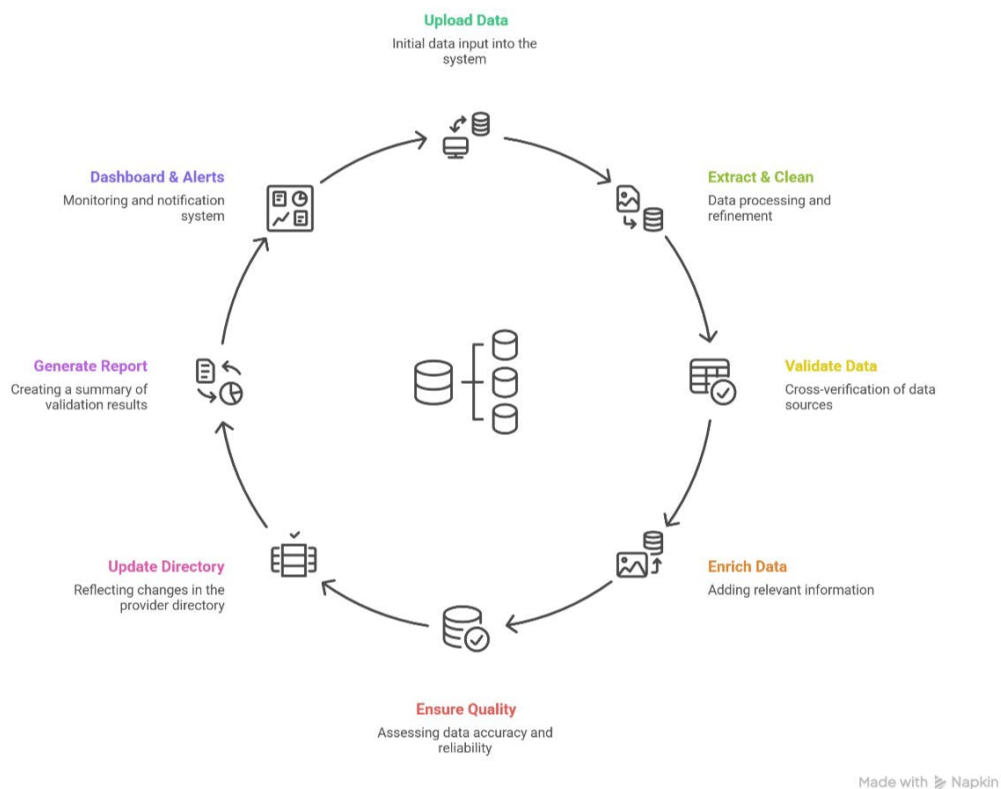 Upload Data
Initial data input into the
system
Extract & Clean
Data processing and
refinement
Validate Data
Cross-verification of data
sources
Enrich Data
Adding relevant information
Ensure Quality
Assessing data accuracy and
reliability
Update Directory
Reflecting changes in the
provider directory
Generate Report
Creating a summary of
validation results
Dashboard & Alerts
Monitoring and notification
system
Made with Napkin